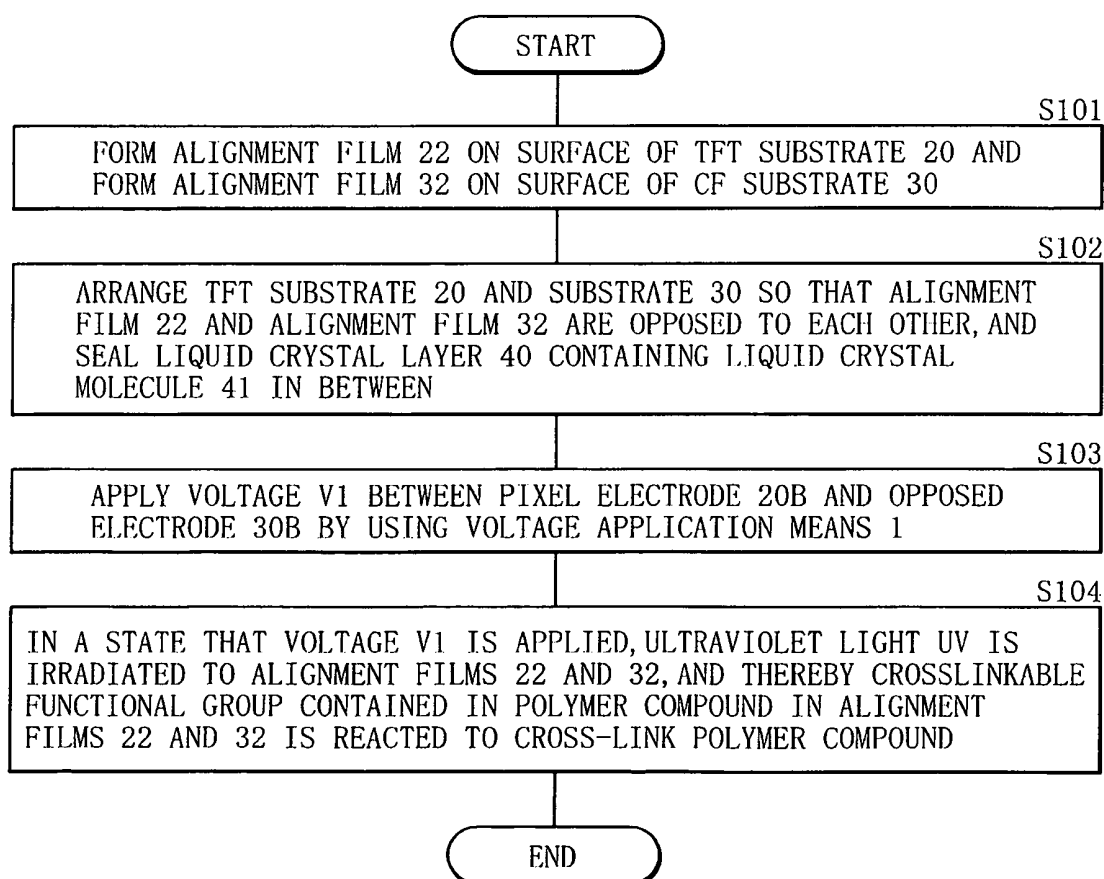 START
S101
FORM ALIGNMENT FILM 22 ON SURFACE OF TFT SUBSTRATE 20 AND
FORM ALIGNMENT FILM 32 ON SURFACE OF CF SUBSTRATE 30
S102
ARRANGE TFT SUBSTRATE 20 AND SUBSTRATE 30 SO THAT ALIGNMENT
FILM 22 AND ALIGNMENT FILM 32 ARE OPPOSED TO EACH OTHER, AND
SEAL LIQUID CRYSTAL LAYER 40 CONTAINING LIQUID CRYSTAL
MOLECULE 41 IN BETWEEN
S103
APPLY VOLTAGE V1 BETWEEN PIXEL ELECTRODE 20B AND OPPOSED
ELECTRODE 30B BY USING VOLTAGE APPLICATION MEANS 1
S104
IN A STATE THAT VOLTAGE V1 IS APPLIED, ULTRAVIOLET LIGHT UV IS
IRRADIATED TO ALIGNMENT FILMS 22 AND 32, AND THEREBY CROSSLINKABLE
FUNCTIONAL GROUP CONTAINED IN POLYMER COMPOUND IN ALIGNMENT
FILMS 22 AND 32 IS REACTED TO CROSS-LINK POLYMER COMPOUND
END